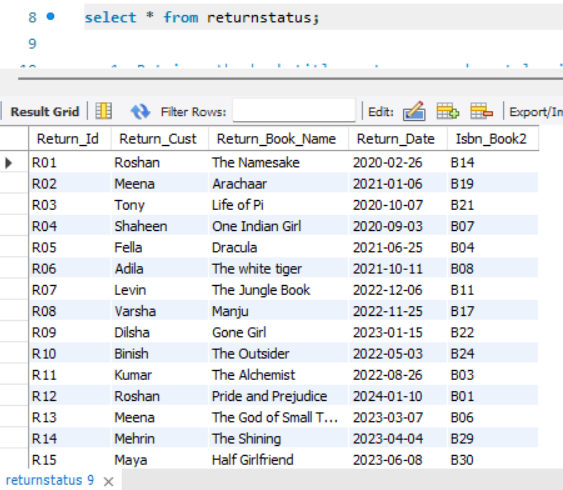 8 select * from returnstatus;
9
Result Grid Filter Rows: Edit: Export/Im
Return_Id Return_Cust Return_Book_Name Return_Date Isbn_Book2
R01 Roshan The Namesake 2020-02-26 B14
R02 Meena Arachaar 2021-01-06 B19
R03 Tony Life of Pi 2020-10-07 B21
R04 Shaheen One Indian Girl 2020-09-03 B07
R05 Fella Dracula 2021-06-25 B04
R06 Adila The white tiger 2021-10-11 B08
R07 Levin The Jungle Book 2022-12-06 B11
R08 Varsha Manju 2022-11-25 B17
R09 Dilsha Gone Girl 2023-01-15 B22
R10 Binish The Outsider 2022-05-03 B24
R11 Kumar The Alchemist 2022-08-26 B03
R12 Roshan Pride and Prejudice 2024-01-10 B01
R13 Meena The God of Small T... 2023-03-07 B06
R14 Mehrin The Shining 2023-04-04 B29
R15 Maya Half Girlfriend 2023-06-08 B30
returnstatus 9